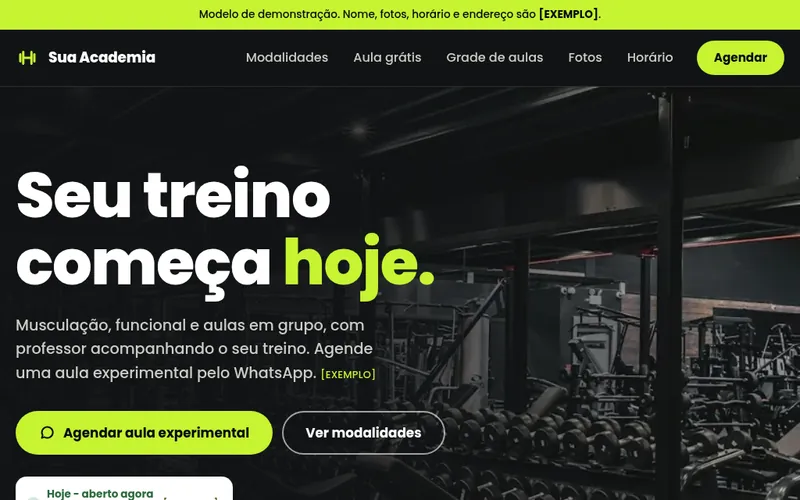 Modelo de demonstração. Nome, fotos, horário e endereço são [EXEMPLO].
Sua Academia
Modalidades
Aula grátis
Grade de aulas
Fotos
Horário
Agendar
Seu treino
começa hoje.
Musculação, funcional e aulas em grupo, com
professor acompanhando o seu treino. Agende
uma aula experimental pelo WhatsApp. [EXEMPLO]
Agendar aula experimental
Ver modalidades
Hoje - aberto agora